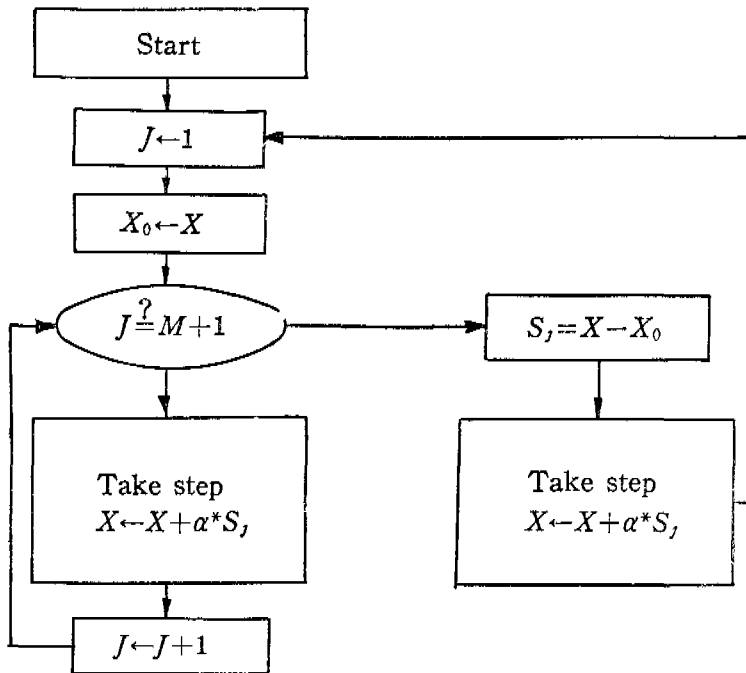 Start
J←1
X₀←X
J≟M+1
S_J=X−X₀
Take step
X←X+α*S_J
Take step
X←X+α*S_J
J←J+1